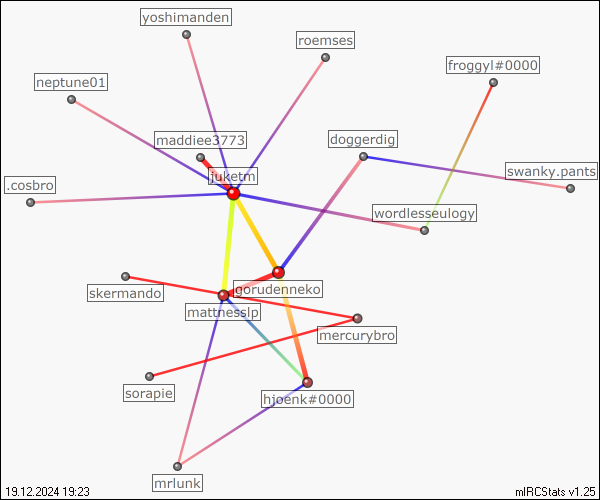 yoshimanden
roemses
froggyl#0000
neptune01
maddiee3773
doggerdig
juketm
swanky.pants
.cosbro
wordlesseulogy
gorudenneko
skermando
mattnesslp
mercurybro
sorapie
hjoenk#0000
mrlunk
19.12.2024 19:23
mIRCStats v1.25